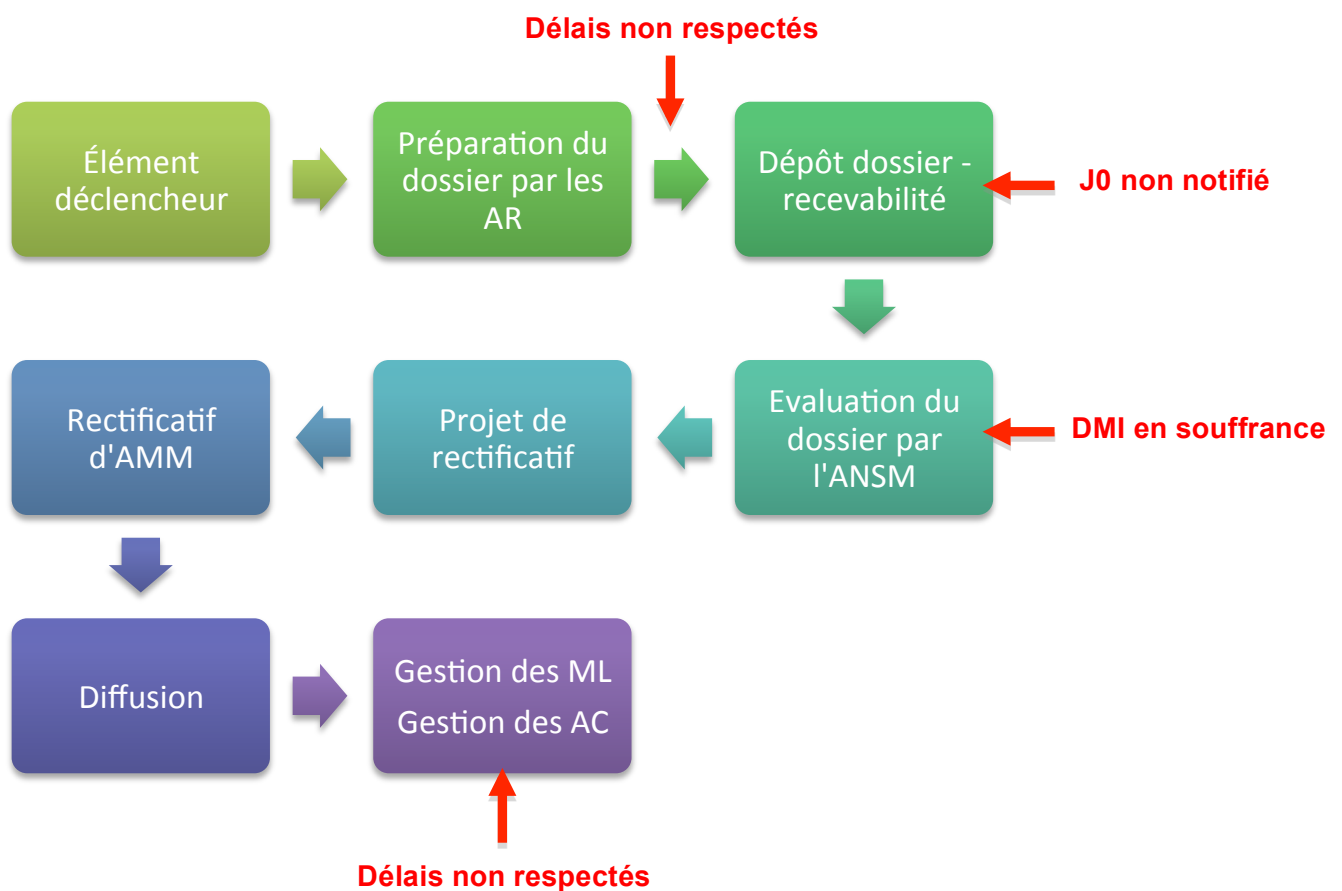 Délais non respectés
Élément
déclencheur
Préparation du
dossier par les
AR
Dépôt dossier -
recevabilité
J0 non notifié
Rectificatif
d'AMM
Projet de
rectificatif
Evaluation du
dossier par
l'ANSM
DMI en souffrance
Diffusion
Gestion des ML
Gestion des AC
Délais non respectés